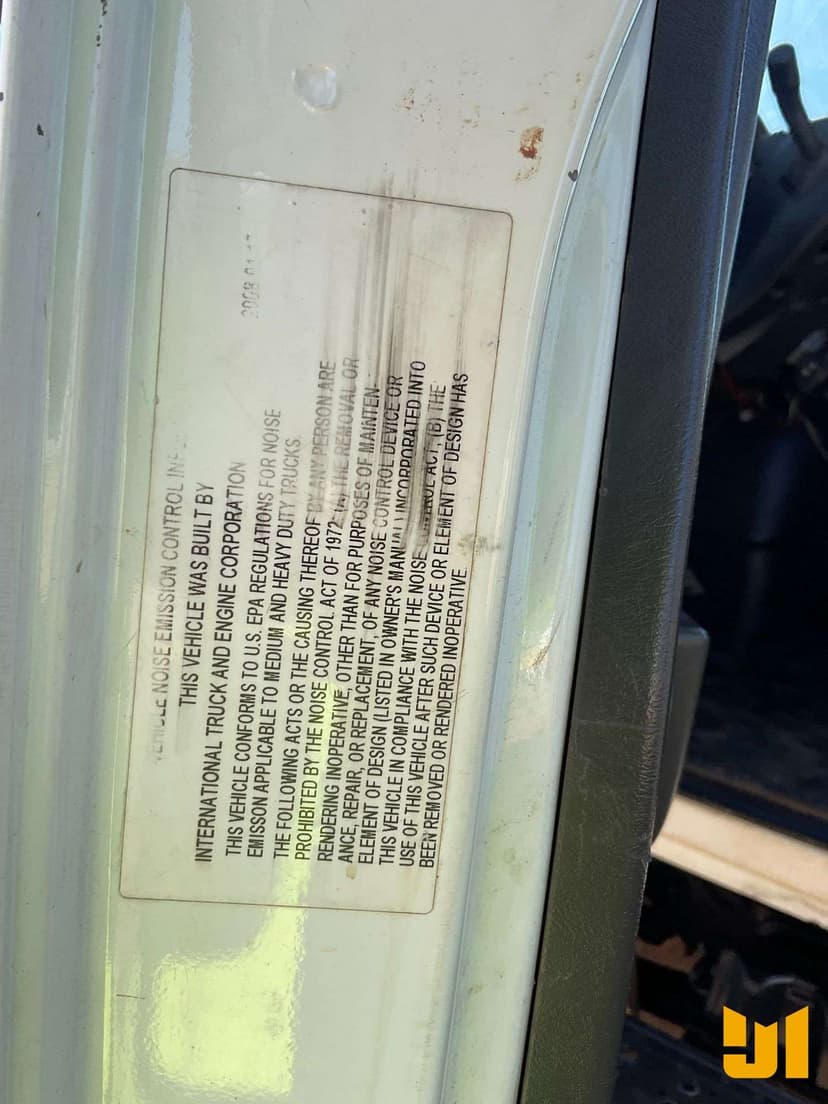 VEHICLE NOISE EMISSION CONTROL
THIS VEHICLE WAS BUILT BY
INTERNATIONAL TRUCK AND ENGINE CORPORATION
2008 01 17
THIS VEHICLE CONFORMS TO U.S. EPA REGULATIONS FOR NOISE
EMISSON APPLICABLE TO MEDIUM AND HEAVY DUTY TRUCKS.
THE FOLLOWING ACTS OR THE CAUSING THEREOF BY ANY PERSON ARE
PROHIBITED BY THE NOISE CONTROL ACT OF 1972: (A) THE REMOVAL OR
RENDERING INOPERATIVE, OTHER THAN FOR PURPOSES OF MAINTEN-
ANCE, REPAIR, OR REPLACEMENT, OF ANY NOISE CONTROL DEVICE OR
ELEMENT OF DESIGN (LISTED IN OWNER'S MANUAL) INCORPORATED INTO
THIS VEHICLE IN COMPLIANCE WITH THE NOISE CONTROL ACT, (B) THE
USE OF THIS VEHICLE AFTER SUCH DEVICE OR ELEMENT OF DESIGN HAS
BEEN REMOVED OR RENDERED INOPERATIVE.